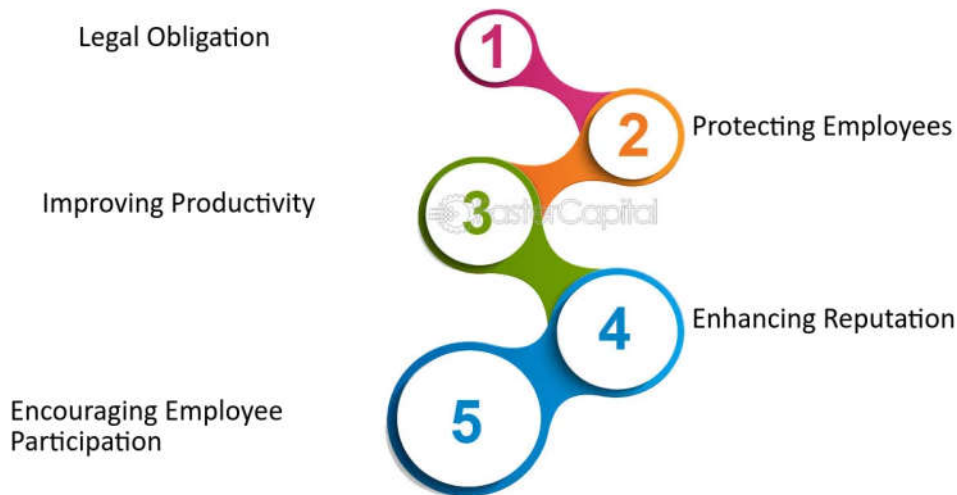 Legal Obligation
1
2
Protecting Employees
Improving Productivity
3
4
Enhancing Reputation
Encouraging Employee
Participation
5